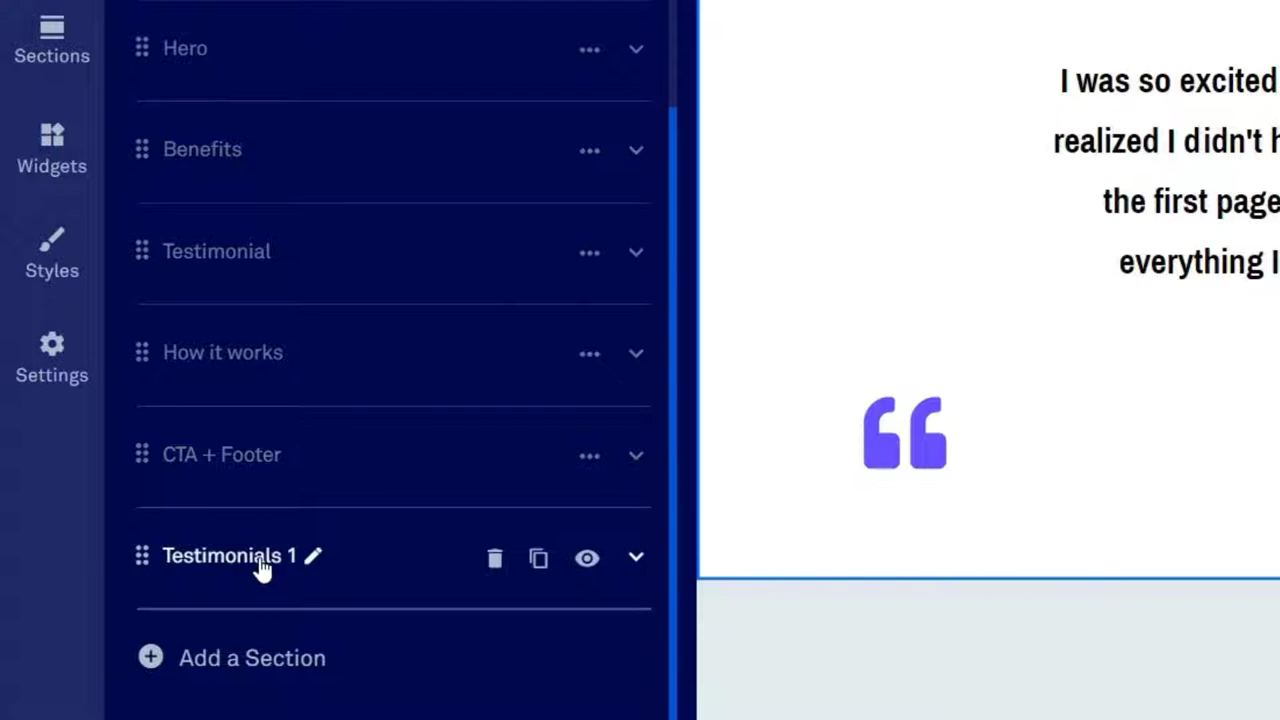 Sections
Widgets
Styles
Settings
Hero
Benefits
Testimonial
How it works
CTA + Footer
Testimonials 1
Add a Section
I was so excited
realized I didn't h
the first page
everything I